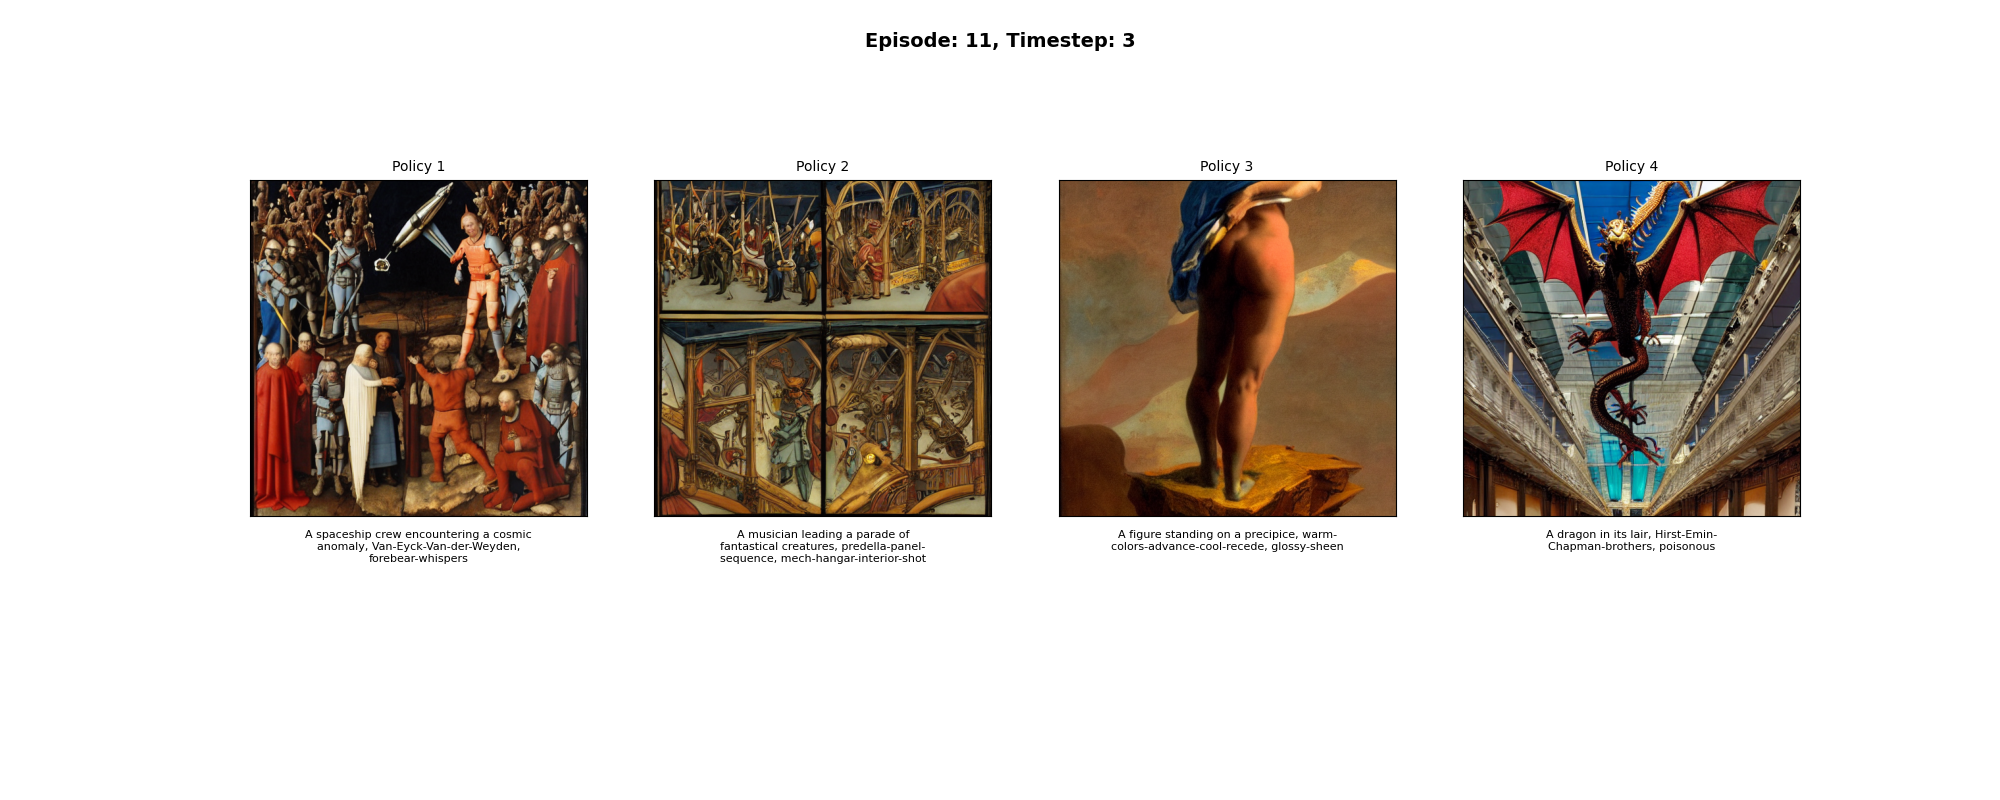 Episode: 11, Timestep: 3
Policy 1
Policy 2
Policy 3
Policy 4
A spaceship crew encountering a cosmic
anomaly, Van-Eyck-Van-der-Weyden,
forebear-whispers
A musician leading a parade of
fantastical creatures, predella-panel-
sequence, mech-hangar-interior-shot
A figure standing on a precipice, warm-
colors-advance-cool-recede, glossy-sheen
A dragon in its lair, Hirst-Emin-
Chapman-brothers, poisonous